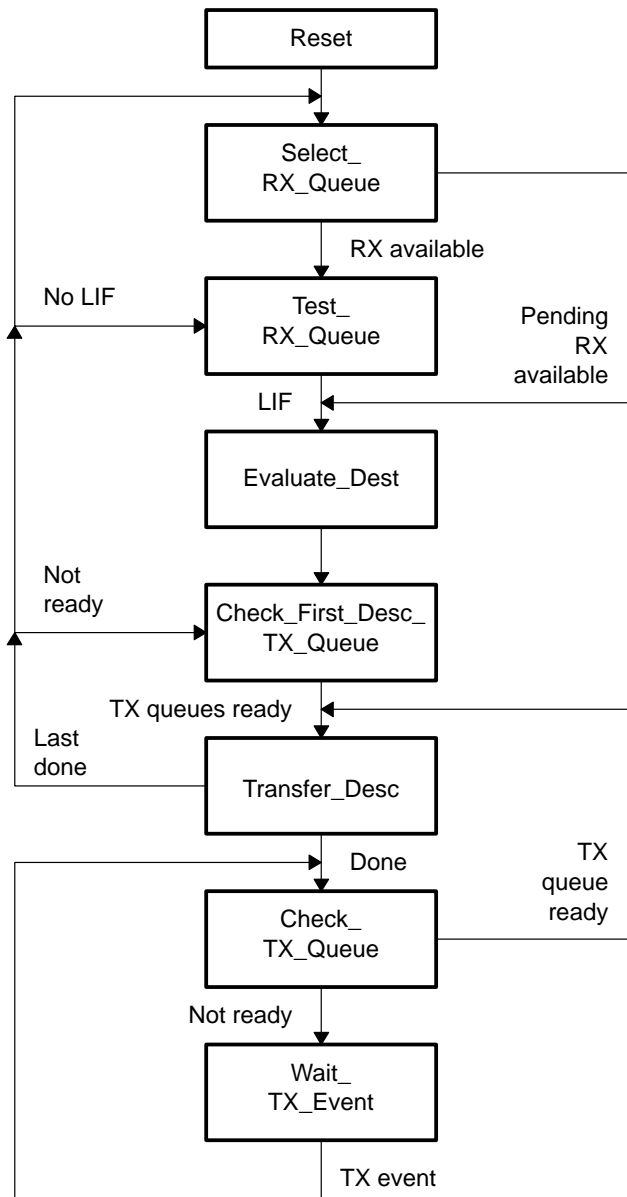 Reset
Select_
RX_Queue
RX available
No LIF
Test_
RX_Queue
Pending
RX
available
LIF
Evaluate_Dest
Not
ready
Check_First_Desc_
TX_Queue
TX queues ready
Last
done
Transfer_Desc
Done
TX
queue
ready
Check_
TX_Queue
Not ready
Wait_
TX_Event
TX event